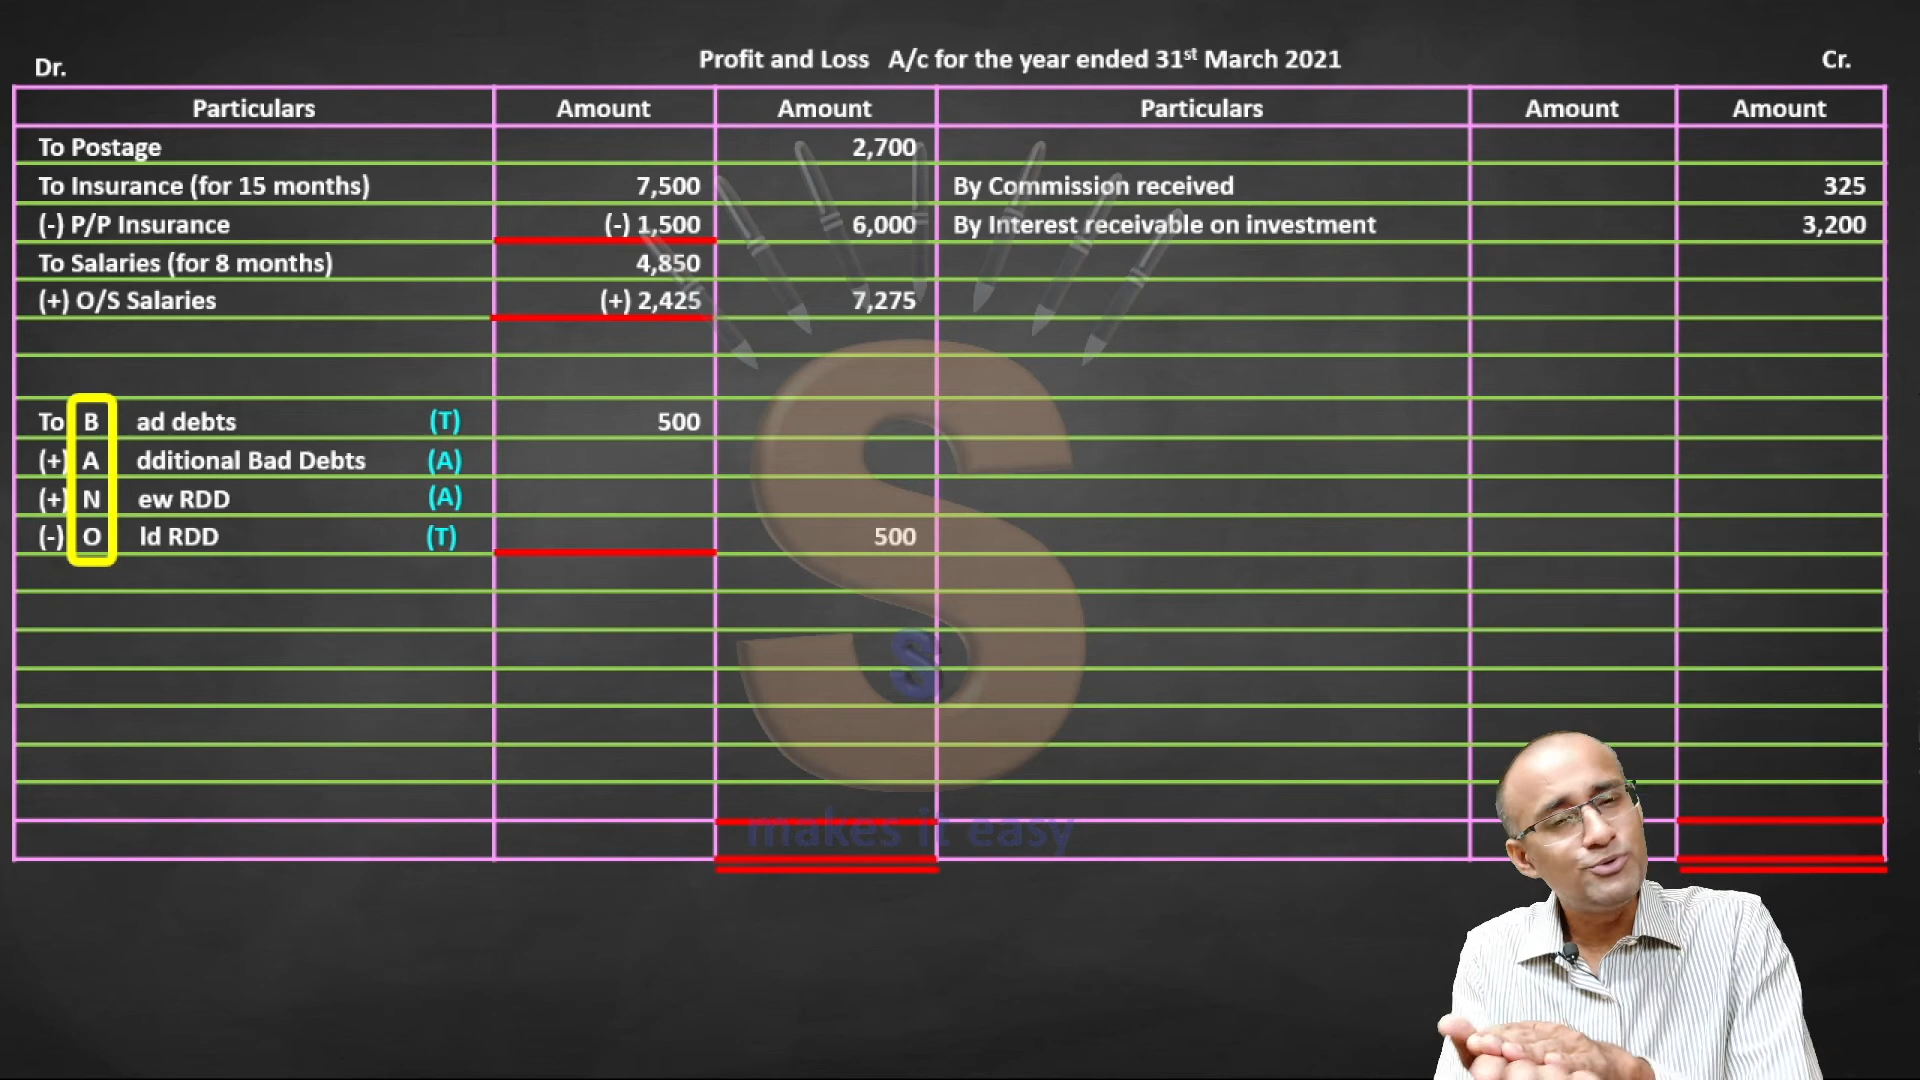 Dr. Profit and Loss A/c for the year ended 31st March 2021 Cr.
Particulars Amount Amount Particulars Amount Amount
To Postage 2,700
To Insurance (for 15 months) 7,500 By Commission received 325
(-) P/P Insurance (-) 1,500 6,000 By Interest receivable on investment 3,200
To Salaries (for 8 months) 4,850
(+) O/S Salaries (+) 2,425 7,275
To B ad debts (T) 500
(+) A dditional Bad Debts (A)
(+) N ew RDD (A)
(-) O ld RDD (T) 500
S
S
makes it easy